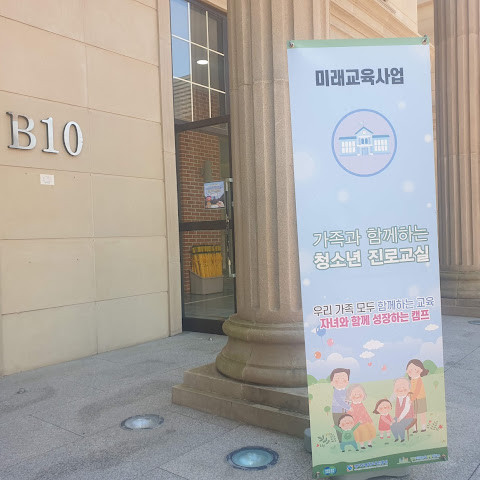 B10
미래교육사업
가족과 함께하는
청소년 진로교실
우리 가족 모두 함께하는 교육
자녀와 함께 성장하는 캠프